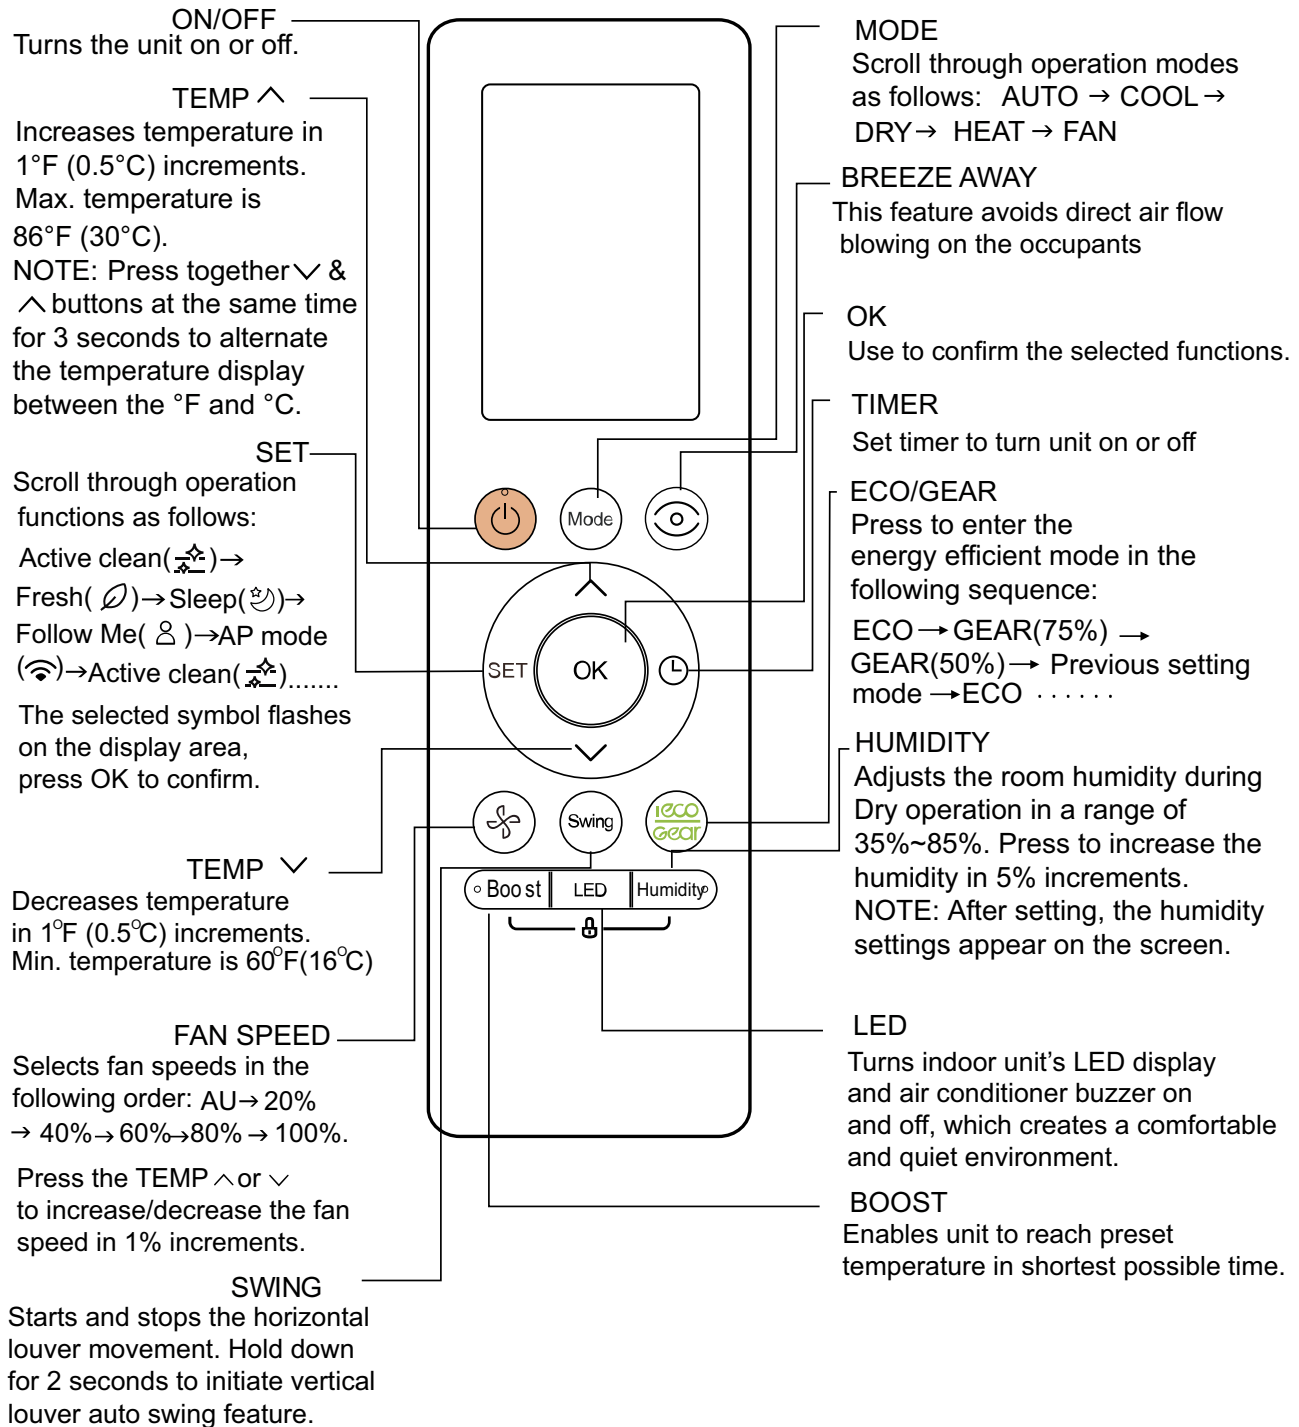 ON/OFF
Turns the unit on or off.
TEMP ∧
Increases temperature in
1°F (0.5°C) increments.
Max. temperature is
86°F (30°C).
NOTE: Press together ∨ &
∧ buttons at the same time
for 3 seconds to alternate
the temperature display
between the °F and °C.
SET
Scroll through operation
functions as follows:
Active clean( )→
Fresh( )→Sleep( )→
Follow Me( )→AP mode
( )→Active clean( ).......
The selected symbol flashes
on the display area,
press OK to confirm.
TEMP ∨
Decreases temperature
in 1°F (0.5°C) increments.
Min. temperature is 60°F(16°C)
FAN SPEED
Selects fan speeds in the
following order: AU→20%
→ 40%→60%→80%→100%.
Press the TEMP ∧ or ∨
to increase/decrease the fan
speed in 1% increments.
SWING
Starts and stops the horizontal
louver movement. Hold down
for 2 seconds to initiate vertical
louver auto swing feature.
Mode
SET
OK
Swing
ieco
Gear
Boost
LED
Humidity
MODE
Scroll through operation modes
as follows: AUTO → COOL →
DRY→ HEAT → FAN
BREEZE AWAY
This feature avoids direct air flow
blowing on the occupants
OK
Use to confirm the selected functions.
TIMER
Set timer to turn unit on or off
ECO/GEAR
Press to enter the
energy efficient mode in the
following sequence:
ECO→GEAR(75%) →
GEAR(50%)→ Previous setting
mode →ECO ······
HUMIDITY
Adjusts the room humidity during
Dry operation in a range of
35%~85%. Press to increase the
humidity in 5% increments.
NOTE: After setting, the humidity
settings appear on the screen.
LED
Turns indoor unit’s LED display
and air conditioner buzzer on
and off, which creates a comfortable
and quiet environment.
BOOST
Enables unit to reach preset
temperature in shortest possible time.